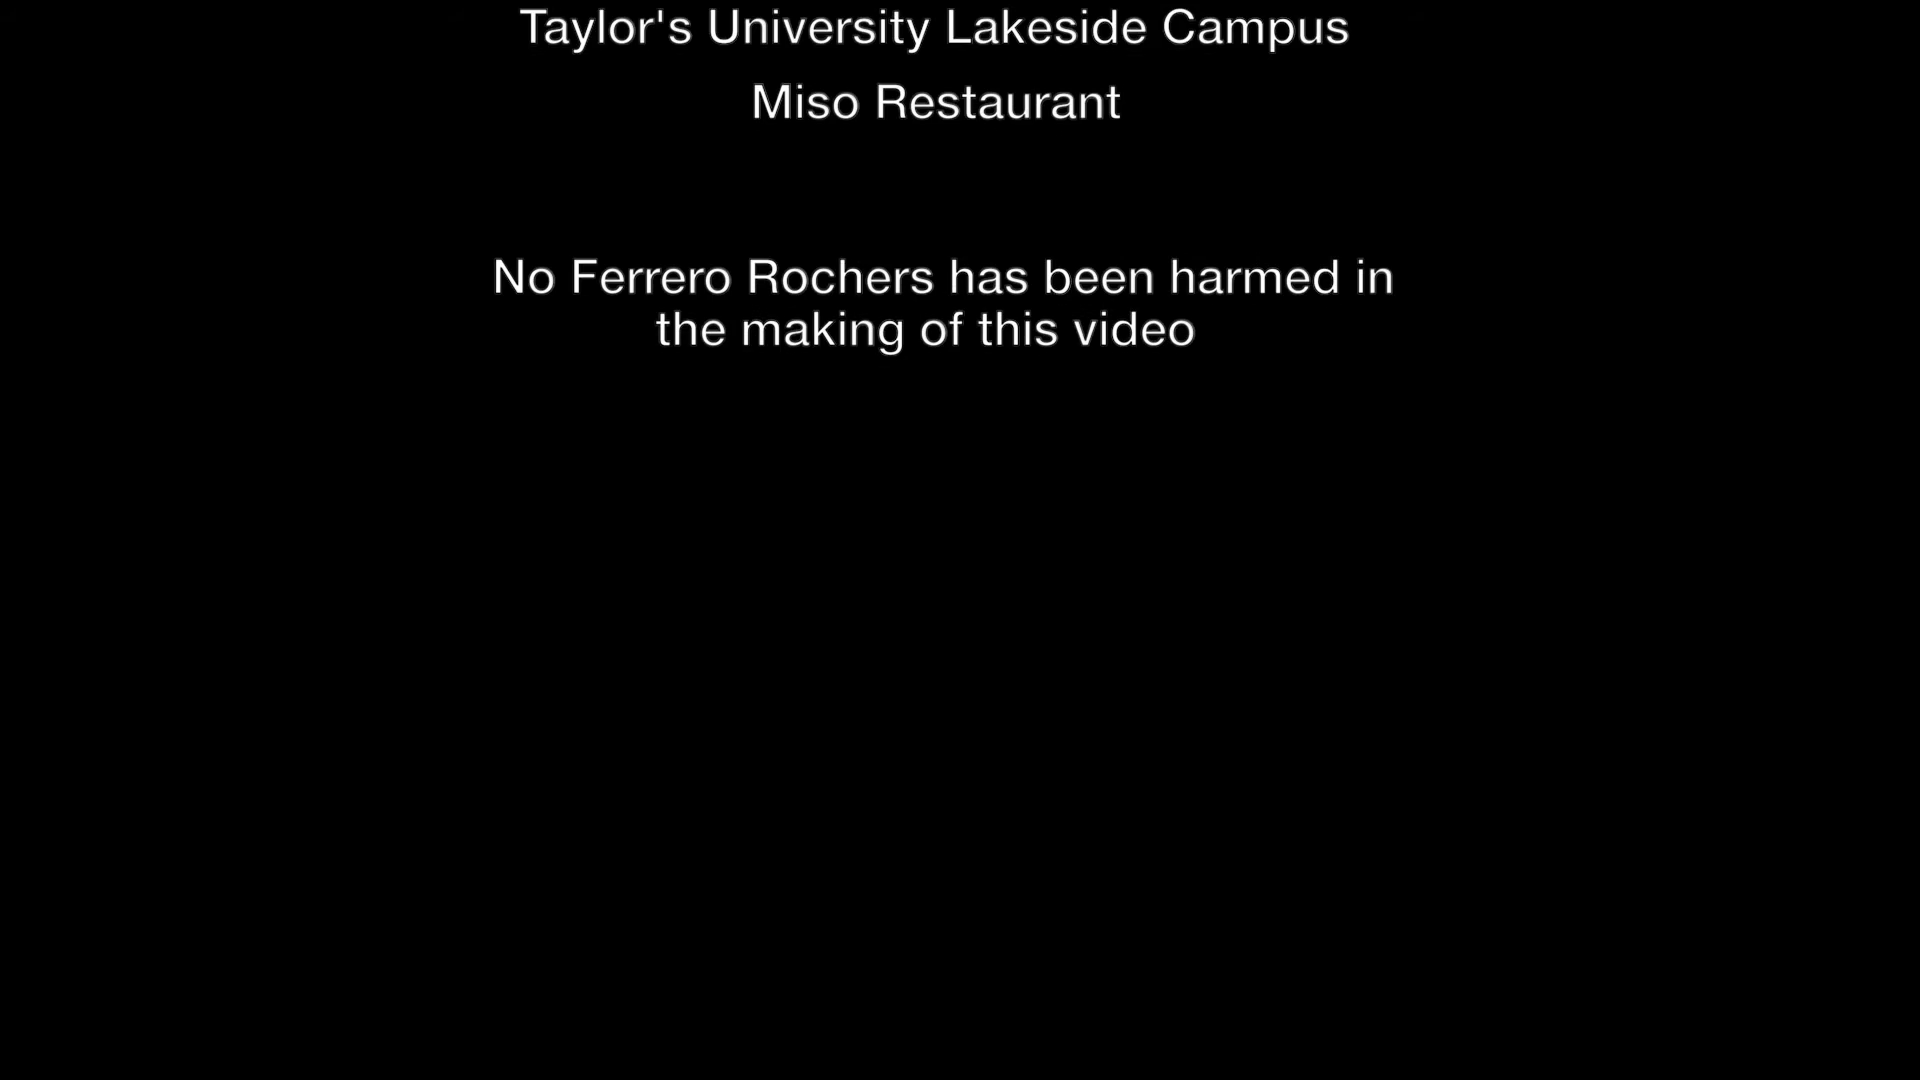 Taylor's University Lakeside Campus
Miso Restaurant
No Ferrero Rochers has been harmed in
the making of this video